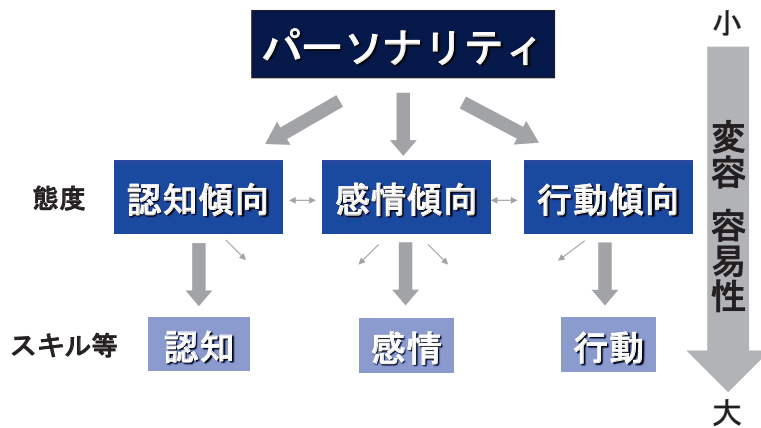 小
パーソナリティ
変容 容易性
態度
認知傾向
感情傾向
行動傾向
スキル等
認知
感情
行動
大